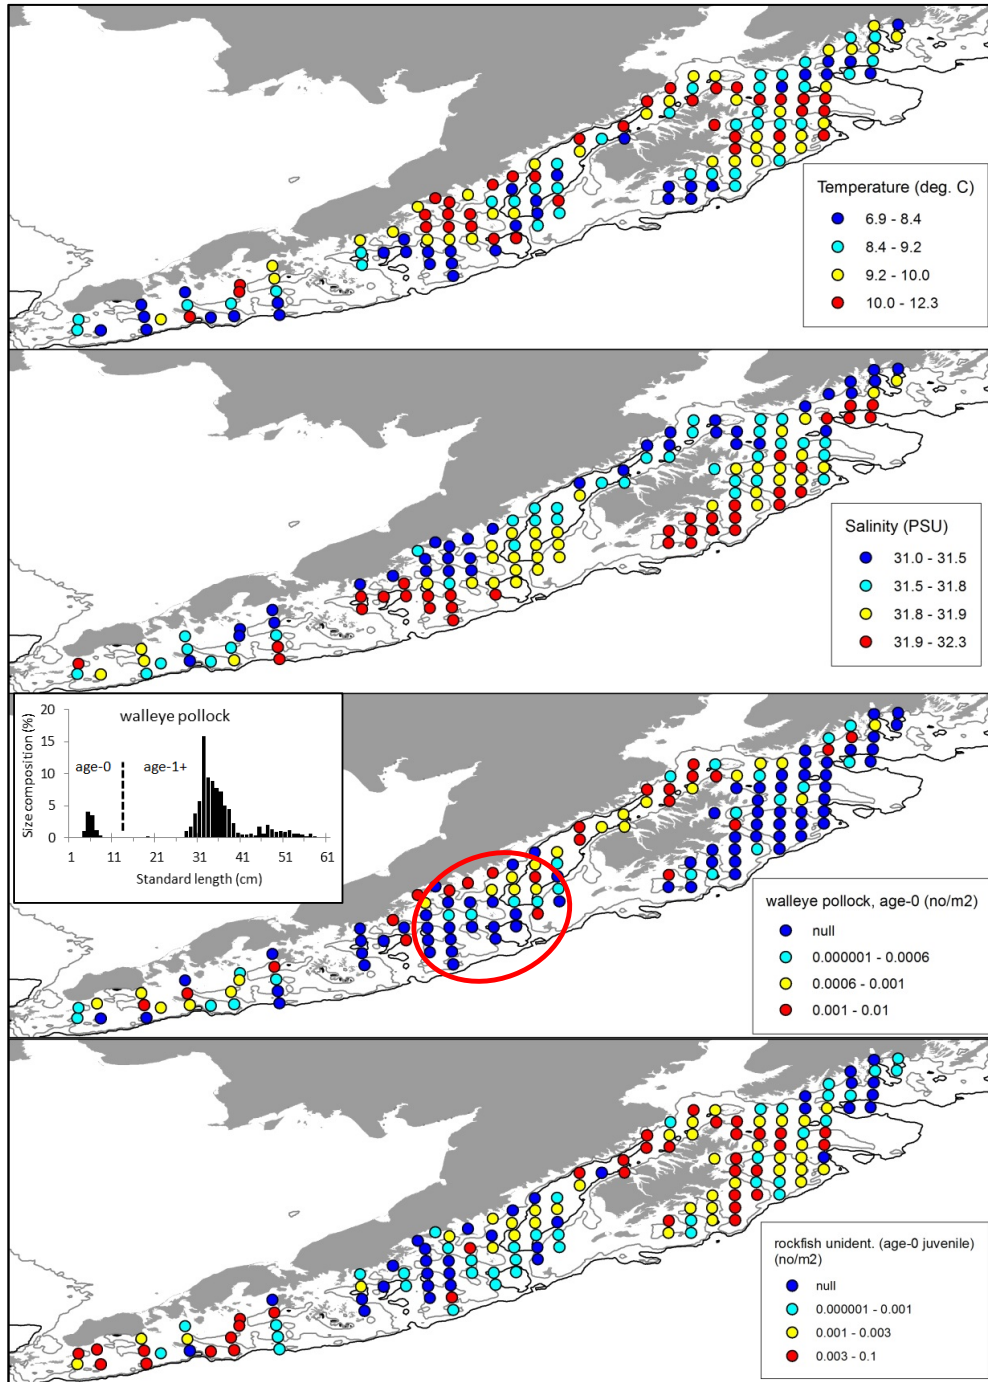 Temperature (deg. C)
6.9 - 8.4
8.4 - 9.2
9.2 - 10.0
10.0 - 12.3
Salinity (PSU)
31.0 - 31.5
31.5 - 31.8
31.8 - 31.9
31.9 - 32.3
walleye pollock
Size composition (%)
20
15
10
5
0
age-0
age-1+
1 11 21 31 41 51 61
Standard length (cm)
walleye pollock, age-0 (no/m2)
null
0.000001 - 0.0006
0.0006 - 0.001
0.001 - 0.01
rockfish unident. (age-0 juvenile)
(no/m2)
null
0.000001 - 0.001
0.001 - 0.003
0.003 - 0.1